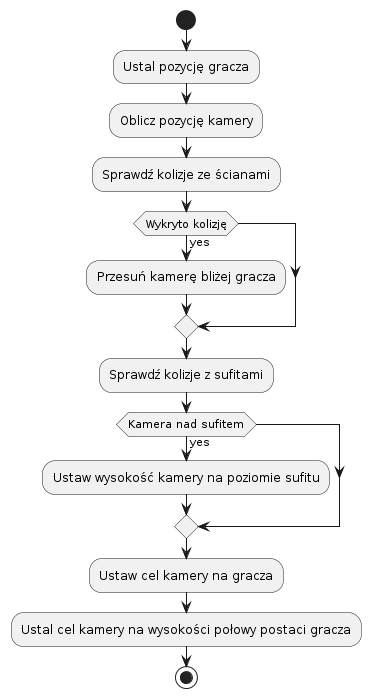 Ustal pozycję gracza
Oblicz pozycję kamery
Sprawdź kolizje ze ścianami
Wykryto kolizję
yes
Przesuń kamerę bliżej gracza
Sprawdź kolizje z sufitami
Kamera nad sufitem
yes
Ustaw wysokość kamery na poziomie sufitu
Ustaw cel kamery na gracza
Ustal cel kamery na wysokości połowy postaci gracza